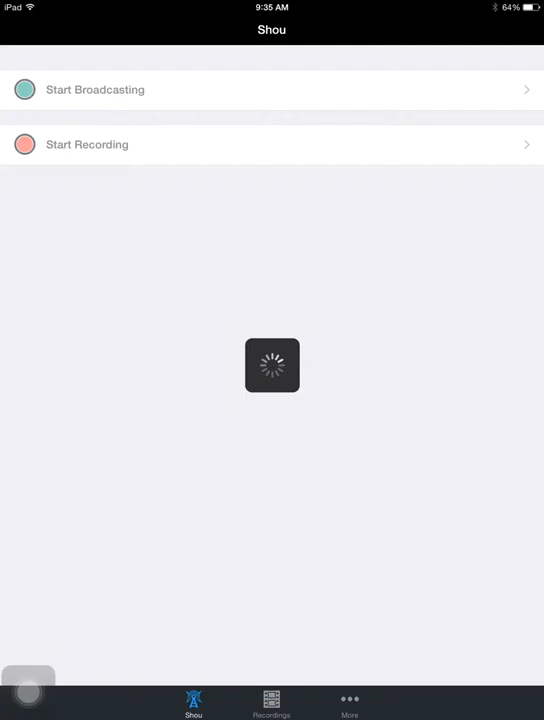 iPad 9:35 AM 64%
Shou
Start Broadcasting
Start Recording
Shou Recordings More